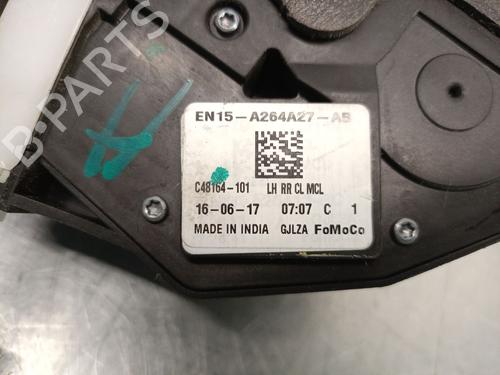 B-PARTS
EN15-A264A27-AB
C48164-101 LH RR CL MCL
16-06-17 07:07 C 1
MADE IN INDIA GJLZA FoMoCo